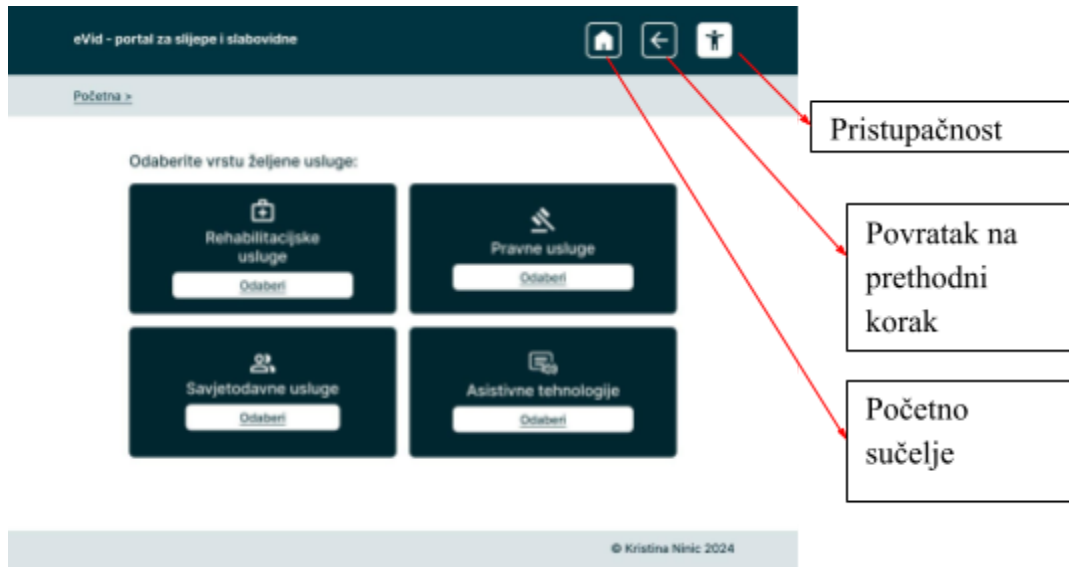 eVid - portal za slijepe i slabovidne
Početna >
Odaberite vrstu željene usluge:
Rehabilitacijske
usluge
Odaberi
Pravne usluge
Odaberi
Savjetodavne usluge
Odaberi
Asistivne tehnologije
Odaberi
© Kristina Ninic 2024
Pristupačnost
Povratak na
prethodni
korak
Početno
sučelje